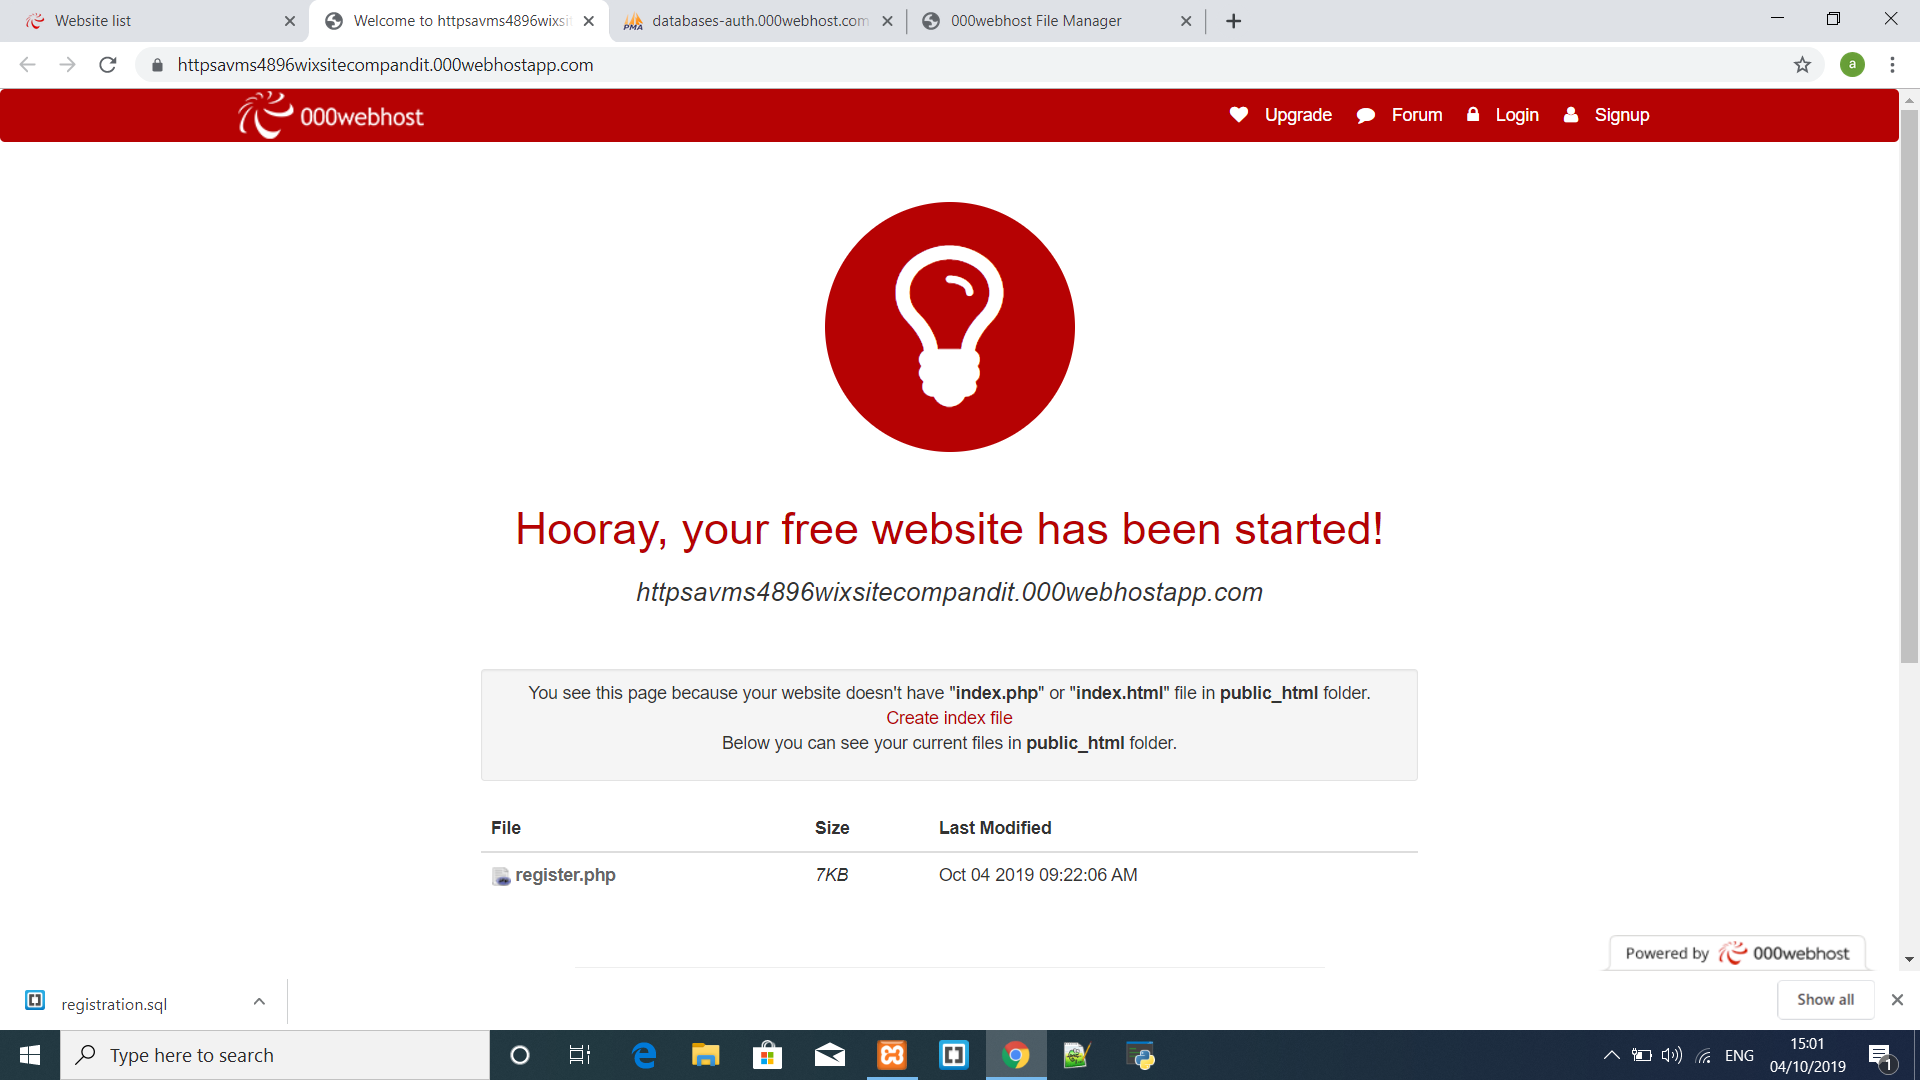 Website list
Welcome to httpsavms4896wixsit
databases-auth.000webhost.com
000webhost File Manager
httpsavms4896wixsitecompandit.000webhostapp.com
a
000webhost
Upgrade
Forum
Login
Signup
Hooray, your free website has been started!
httpsavms4896wixsitecompandit.000webhostapp.com
You see this page because your website doesn't have "index.php" or "index.html" file in public_html folder.
Create index file
Below you can see your current files in public_html folder.
File Size Last Modified
register.php 7KB Oct 04 2019 09:22:06 AM
Powered by 000webhost
registration.sql
Show all
Type here to search
ENG
15:01
04/10/2019
1
PMA